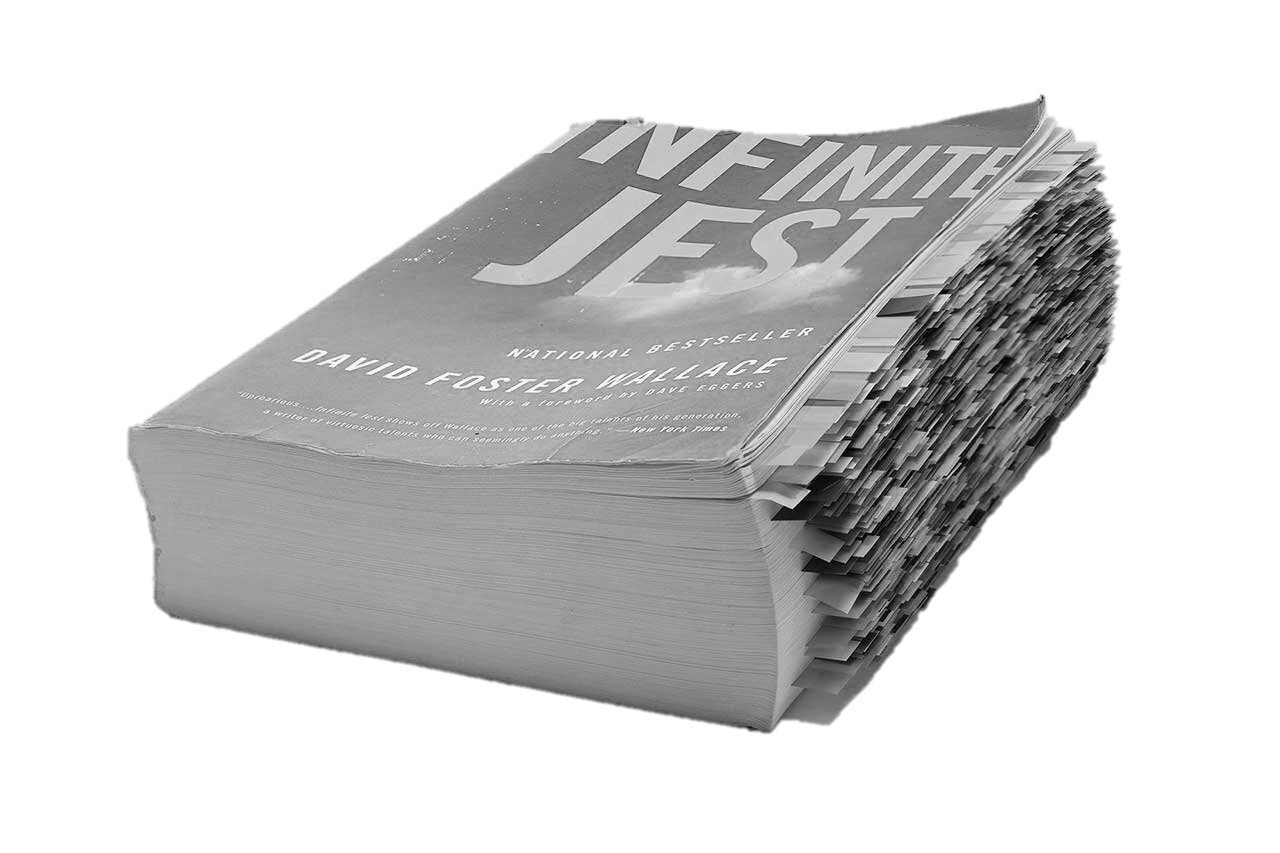 INFINITE
JEST
NATIONAL BESTSELLER
DAVID FOSTER WALLACE
With a foreword by DAVE EGGERS
"Uproarious....Infinite Jest shows off Wallace as one of the big talents of his generation,
a writer of virtuosic talents who can seemingly do anything." —New York Times